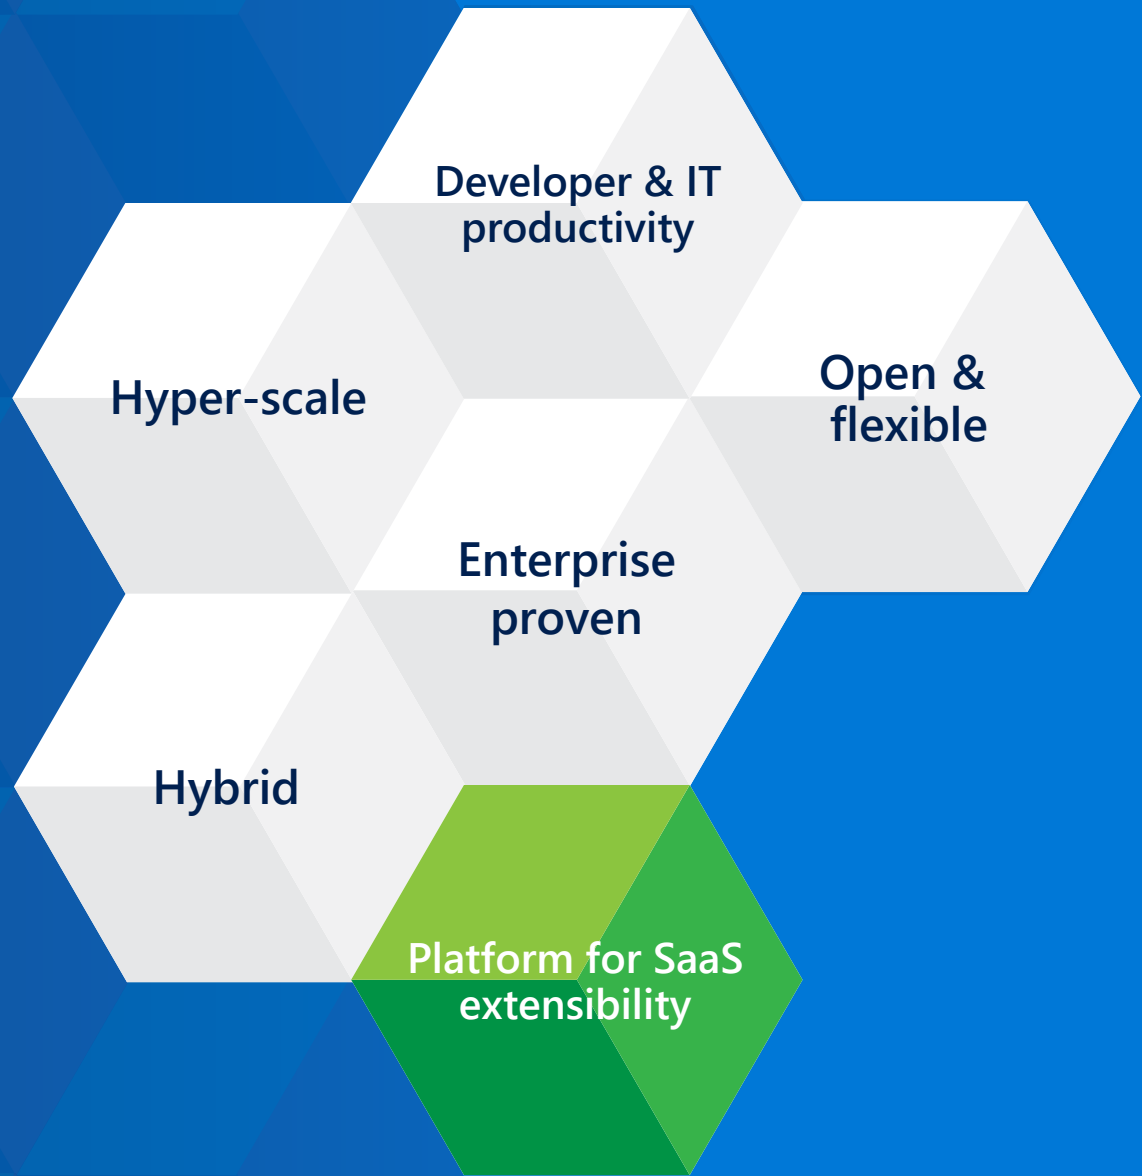 Developer & IT
productivity
Hyper-scale
Open &
flexible
Enterprise
proven
Hybrid
Platform for SaaS
extensibility